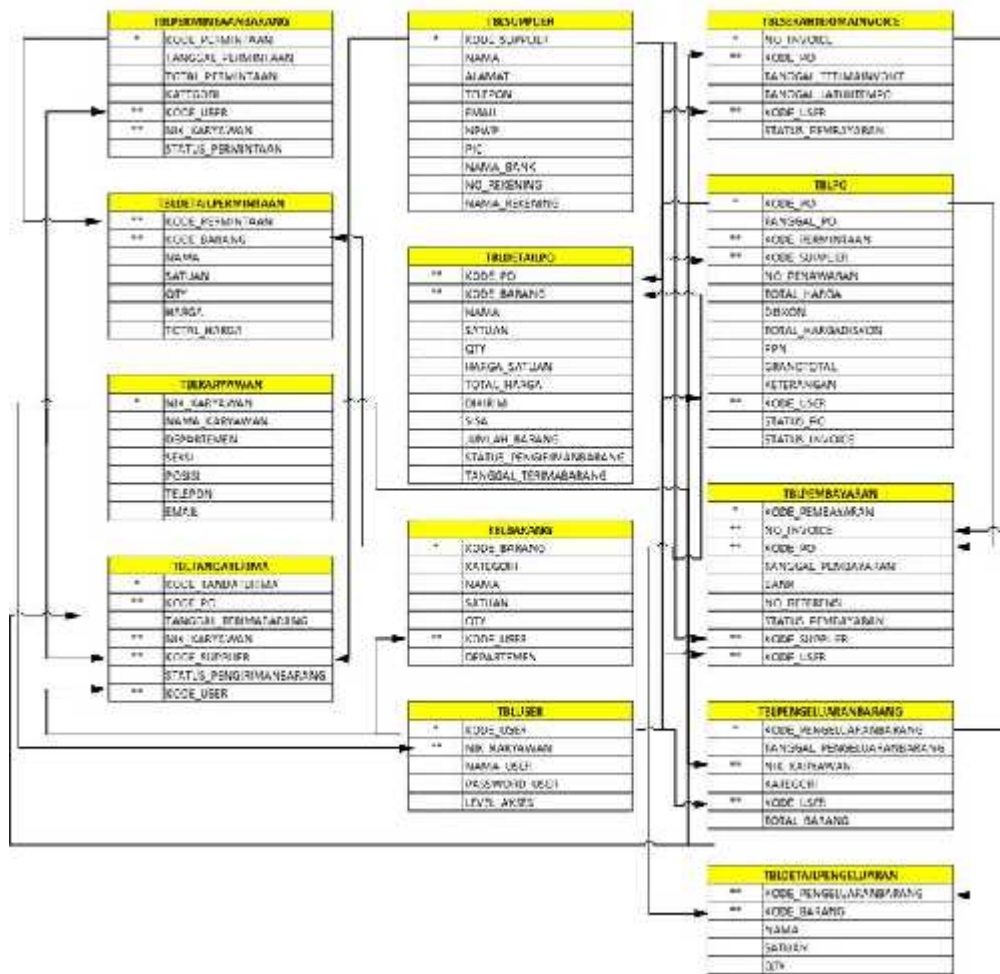 TBLPERMINTAANBARANG
* KODE_PERMINTAAN
TANGGAL_PERMINTAAN
TOTAL_PERMINTAAN
KATEGORI
** KODE_USER
** NIK_KARYAWAN
STATUS_PERMINTAAN
TBLDETAILPERMINTAAN
** KODE_PERMINTAAN
** KODE_BARANG
NAMA
SATUAN
QTY
HARGA
TOTAL_HARGA
TBLKARYAWAN
* NIK_KARYAWAN
NAMA_KARYAWAN
DEPARTEMEN
SEKSI
POSISI
TELEPON
EMAIL
TBLTANDATERIMA
* KODE_TANDATERIMA
** KODE_PO
TANGGAL_TERIMABARANG
** NIK_KARYAWAN
** KODE_SUPPLIER
STATUS_PENGIRIMANBARANG
** KODE_USER
TBLSUPPLIER
* KODE_SUPPLIER
NAMA
ALAMAT
TELEPON
EMAIL
NPWP
PIC
NAMA_BANK
NO_REKENING
NAMA_REKENING
TBLDETAILPO
** KODE_PO
** KODE_BARANG
NAMA
SATUAN
QTY
HARGA_SATUAN
TOTAL_HARGA
DIKIRIM
SISA
JUMLAH_BARANG
STATUS_PENGIRIMANBARANG
TANGGAL_TERIMABARANG
TBLBARANG
* KODE_BARANG
KATEGORI
NAMA
SATUAN
QTY
** KODE_USER
DEPARTEMEN
TBLUSER
* KODE_USER
** NIK_KARYAWAN
NAMA_USER
PASSWORD_USER
LEVEL_AKSES
* NO_INVOICE
** KODE_PO
TANGGAL_TERIMAINVOICE
TANGGAL_JATUHTEMPO
** KODE_USER
STATUS_PEMBAYARAN
TBLPO
* KODE_PO
TANGGAL_PO
** KODE_PERMINTAAN
** KODE_SUPPLIER
NO_PENAWARAN
TOTAL_HARGA
DISKON
TOTAL_HARGADISKON
PPN
GRANDTOTAL
KETERANGAN
** KODE_USER
STATUS_PO
STATUS_INVOICE
TBLPEMBAYARAN
* KODE_PEMBAYARAN
** NO_INVOICE
** KODE_PO
TANGGAL_PEMBAYARAN
BANK
NO_REFERENSI
STATUS_PEMBAYARAN
** KODE_SUPPLIER
** KODE_USER
TBLPENGELUARANBARANG
* KODE_PENGELUARANBARANG
TANGGAL_PENGELUARANBARANG
** NIK_KARYAWAN
KATEGORI
** KODE_USER
TOTAL_BARANG
TBLDETAILPENGELUARAN
** KODE_PENGELUARANBARANG
** KODE_BARANG
NAMA
SATUAN
QTY